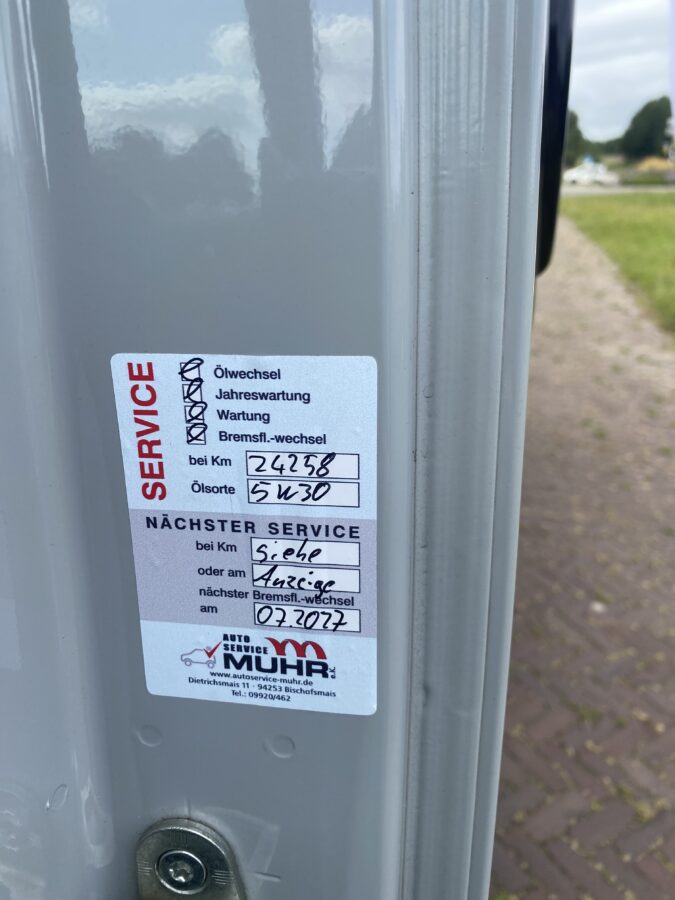 SERVICE
Ölwechsel
Jahreswartung
Wartung
Bremsfl.-wechsel
bei Km 24258
Ölsorte 5W30
NÄCHSTER SERVICE
bei Km siehe
oder am Anzeige
nächster Bremsfl.-wechsel
am 07.2027
AUTO
SERVICE
MUHR e.K.
www.autoservice-muhr.de
Dietrichsmais 11 - 94253 Bischofsmais
Tel.: 09920/462